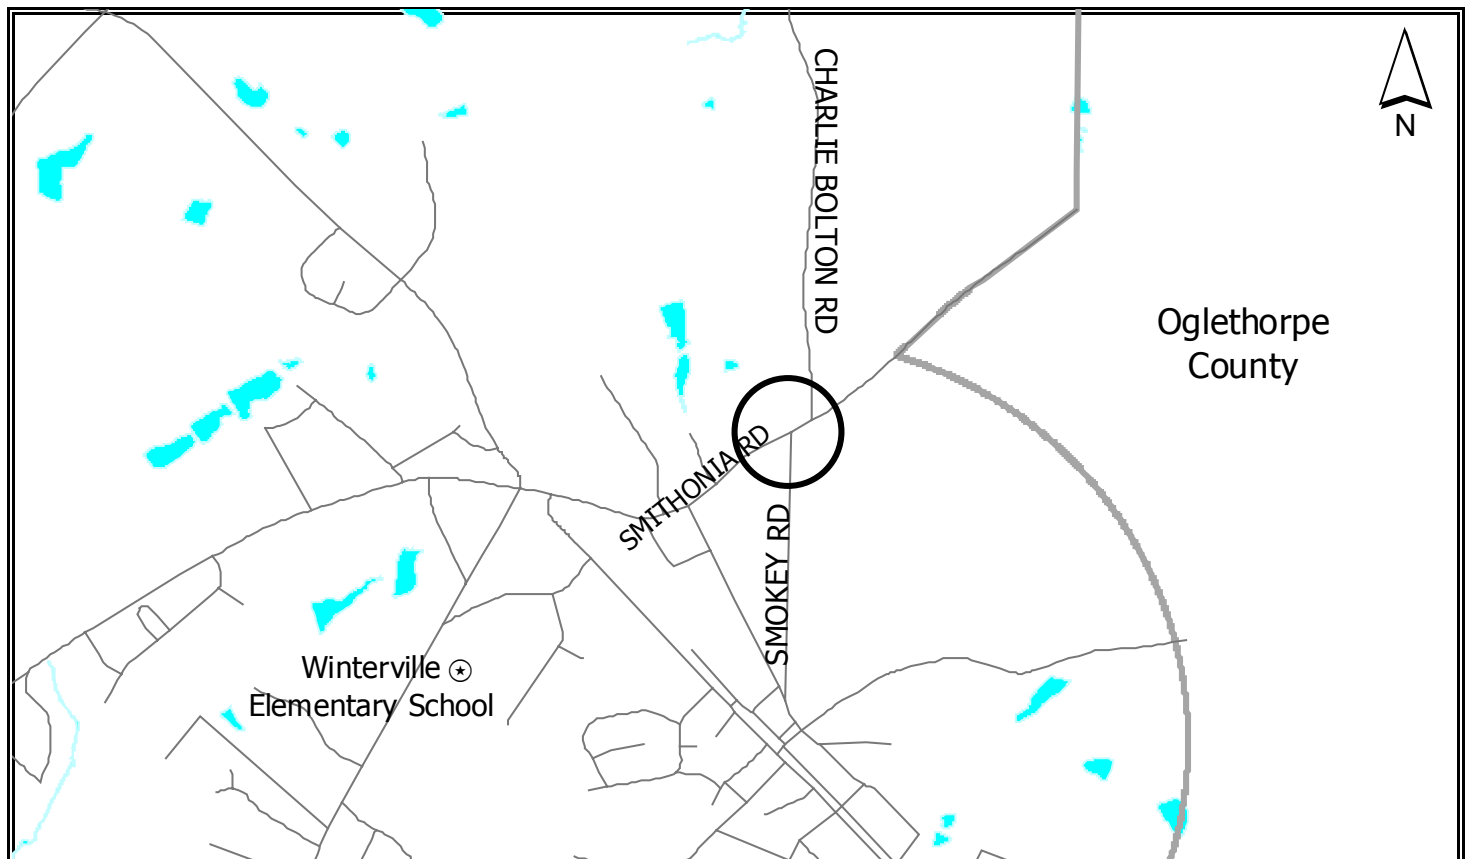 CHARLIE BOLTON RD
N
Oglethorpe
County
SMITHONIA RD
SMOKEY RD
Winterville
Elementary School